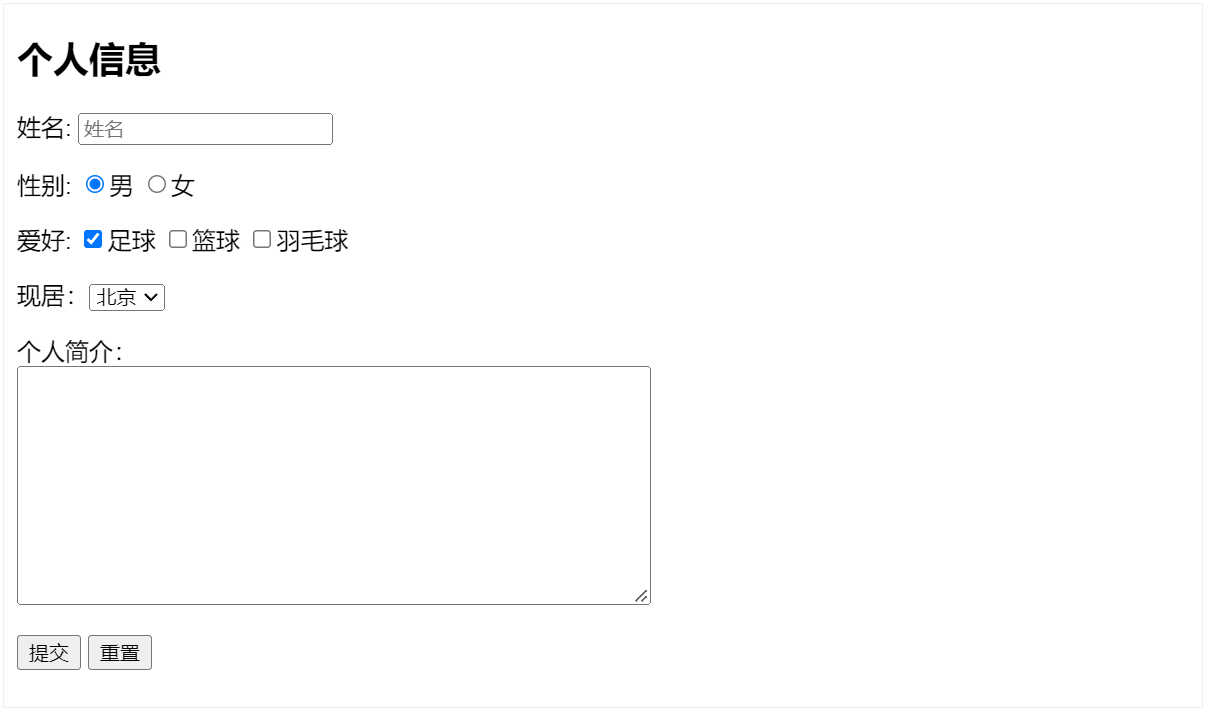 个人信息
姓名: 姓名
性别: 男 女
爱好: 足球 篮球 羽毛球
现居： 北京
个人简介：
提交 重置